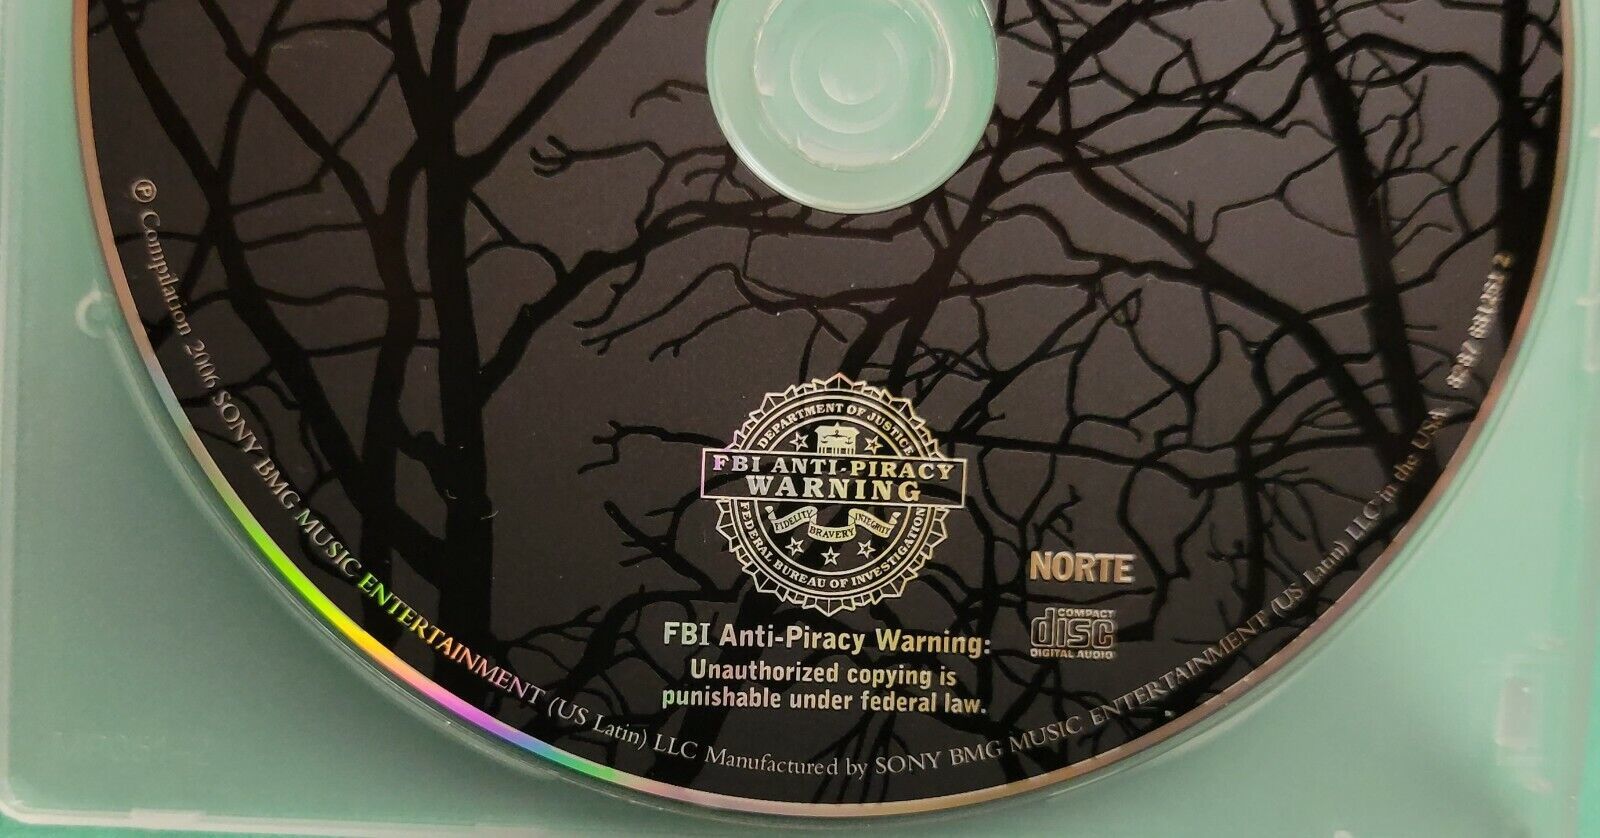 ℗ Compilation 2006 SONY BMG MUSIC ENTERTAINMENT (US Latin) LLC Manufactured by SONY BMG MUSIC ENTERTAINMENT (US Latin) LLC in the USA
DEPARTMENT OF JUSTICE
FBI ANTI-PIRACY
WARNING
FIDELITY BRAVERY INTEGRITY
FEDERAL BUREAU OF INVESTIGATION
FBI Anti-Piracy Warning:
Unauthorized copying is
punishable under federal law.
NORTE
COMPACT
disc
DIGITAL AUDIO